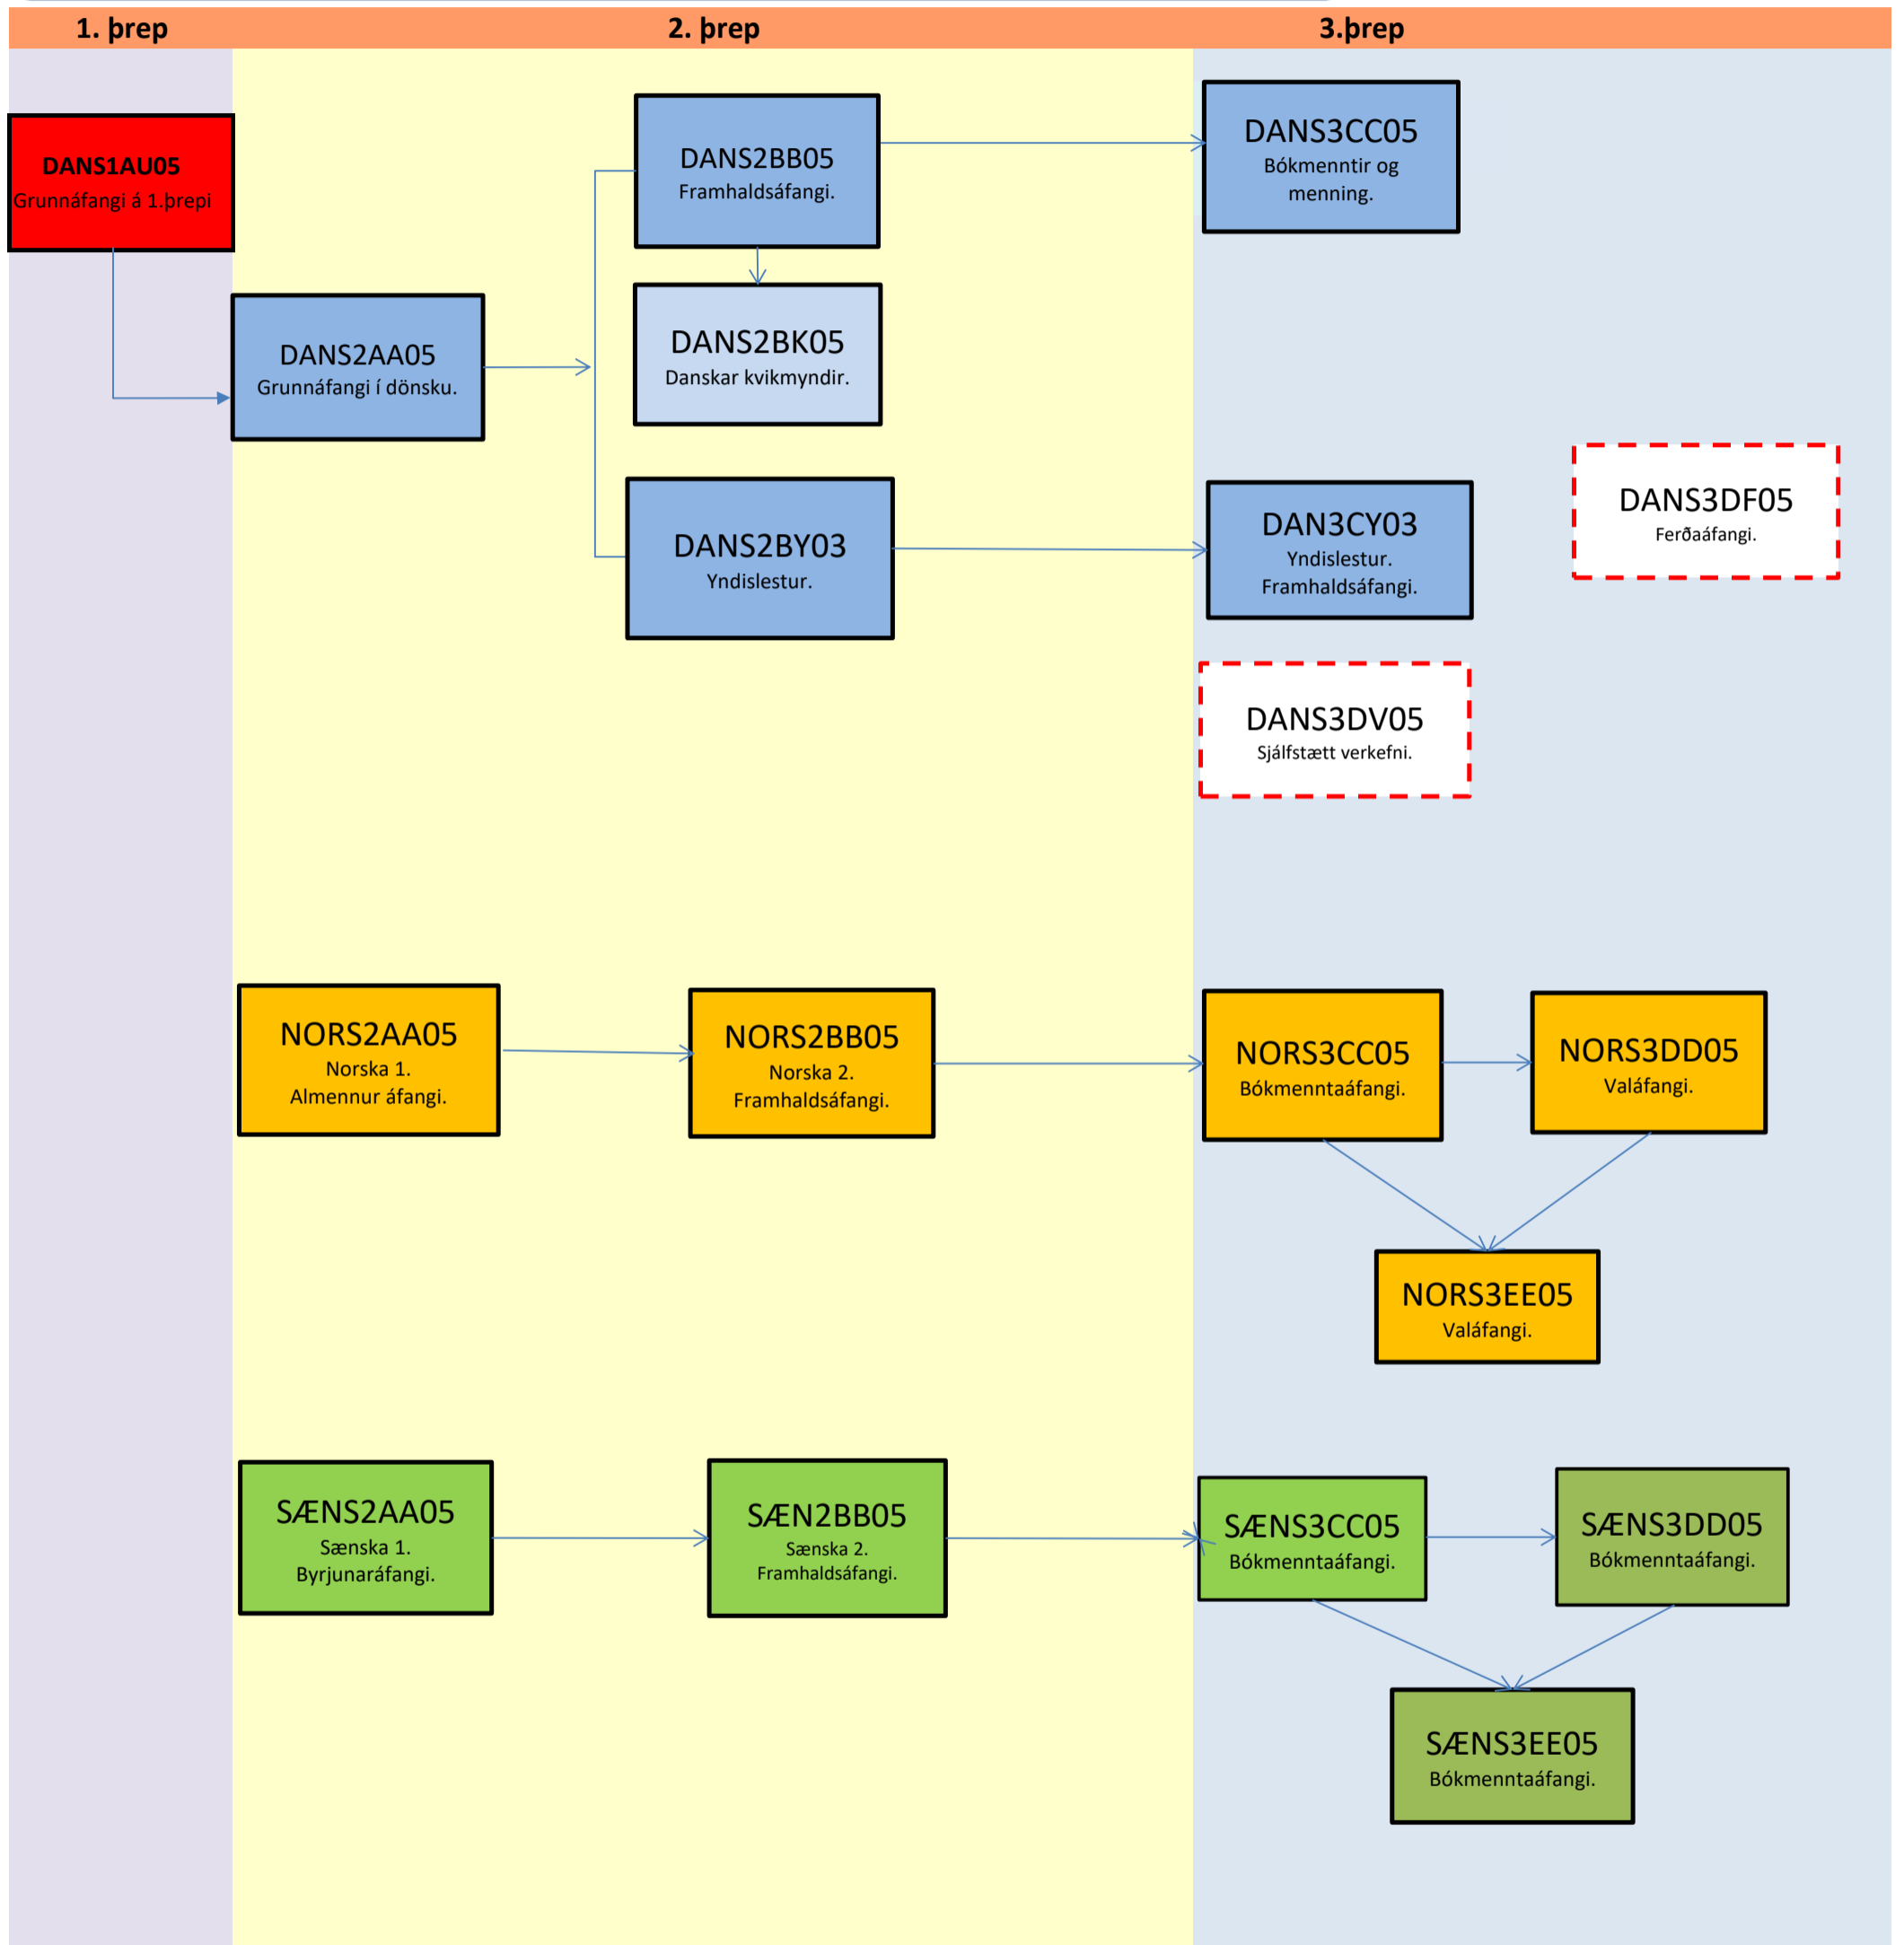 1. þrep
2. þrep
3.þrep
DANS1AU05
Grunnáfangi á 1.þrepi
DANS2AA05
Grunnáfangi í dönsku.
DANS2BB05
Framhaldsáfangi.
DANS2BK05
Danskar kvikmyndir.
DANS2BY03
Yndislestur.
DANS3CC05
Bókmenntir og
menning.
DAN3CY03
Yndislestur.
Framhaldsáfangi.
DANS3DF05
Ferðaáfangi.
DANS3DV05
Sjálfstætt verkefni.
NORS2AA05
Norska 1.
Almennur áfangi.
NORS2BB05
Norska 2.
Framhaldsáfangi.
NORS3CC05
Bókmenntaáfangi.
NORS3DD05
Valáfangi.
NORS3EE05
Valáfangi.
SÆNS2AA05
Sænska 1.
Byrjunaráfangi.
SÆN2BB05
Sænska 2.
Framhaldsáfangi.
SÆNS3CC05
Bókmenntaáfangi.
SÆNS3DD05
Bókmenntaáfangi.
SÆNS3EE05
Bókmenntaáfangi.